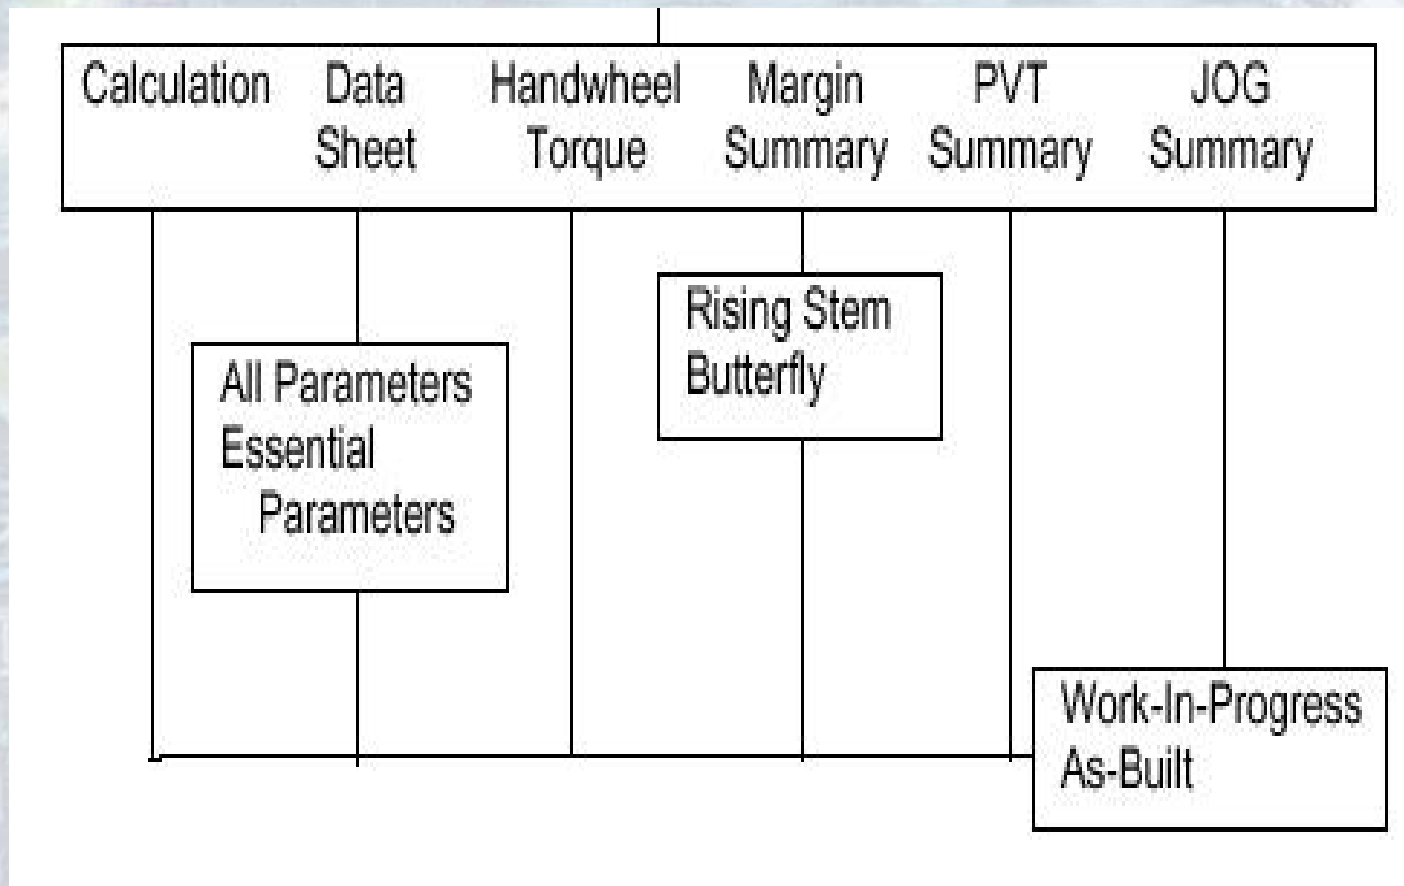 Calculation Data Handwheel Margin PVT JOG
Sheet Torque Summary Summary Summary
Rising Stem
Butterfly
All Parameters
Essential
Parameters
Work-In-Progress
As-Built